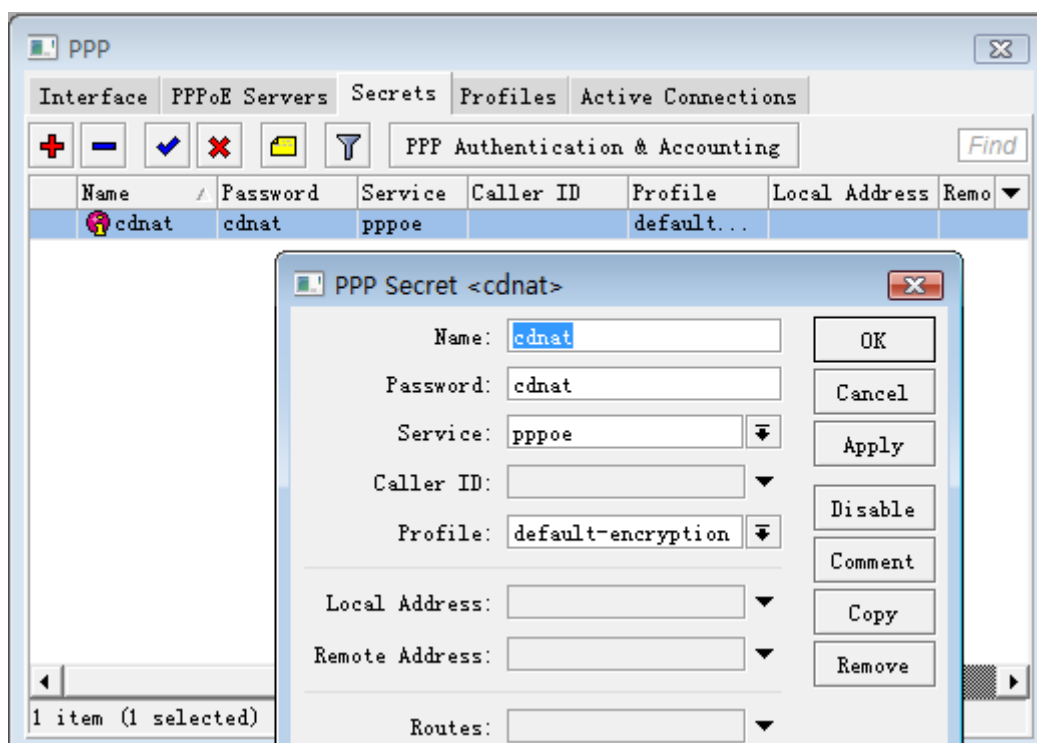 PPP
Interface PPPoE Servers Secrets Profiles Active Connections
PPP Authentication & Accounting Find
Name Password Service Caller ID Profile Local Address Remo
cdnat cdnat pppoe default...
PPP Secret <cdnat>
Name: cdnat OK
Password: cdnat Cancel
Service: pppoe Apply
Caller ID:
Disable
Profile: default-encryption
Comment
Local Address: Copy
Remote Address: Remove
1 item (1 selected)
Routes: